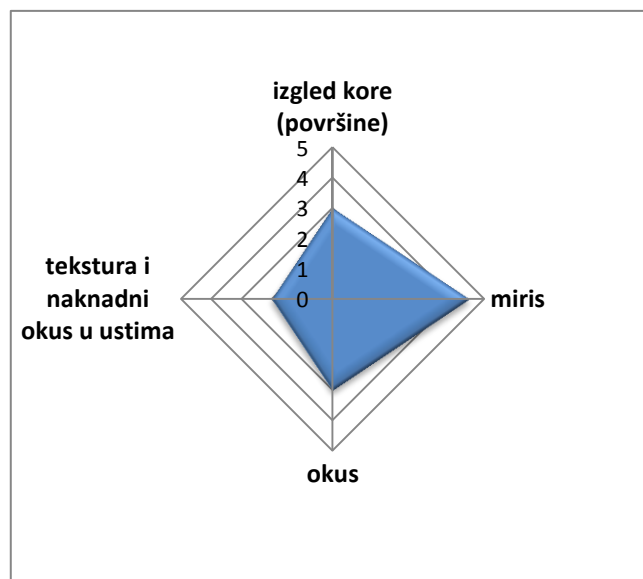 izgled kore
(površine)
5
4
3
2
1
0
tekstura i
naknadni
okus u ustima
miris
okus